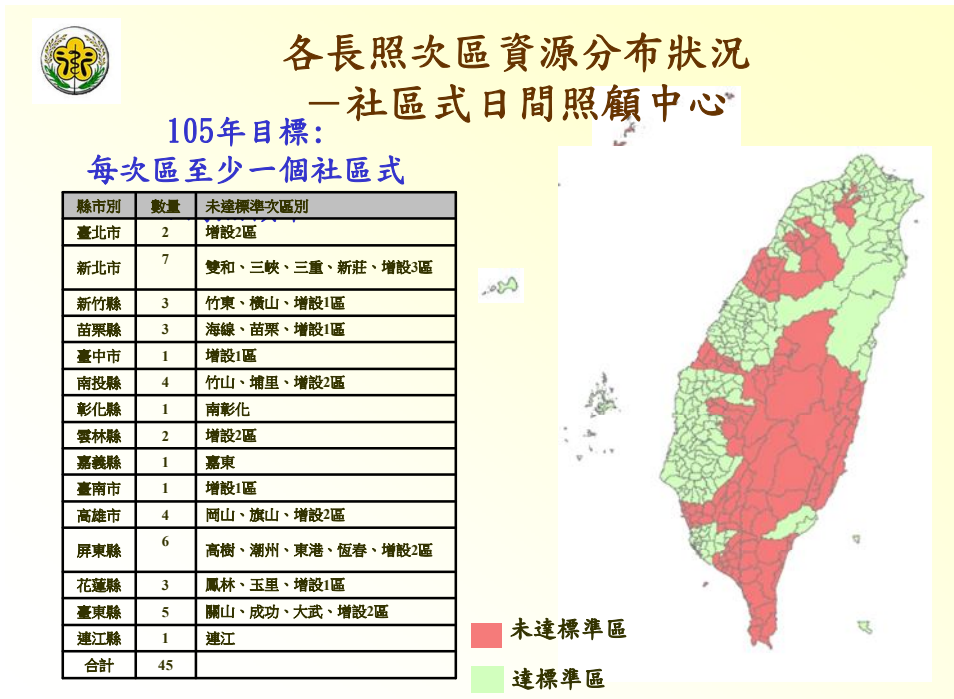 各長照次區資源分布狀況
－社區式日間照顧中心
105年目標:
每次區至少一個社區式
縣市別 數量 未達標準次區別
臺北市 2 增設2區
新北市 7 雙和、三峽、三重、新莊、增設3區
新竹縣 3 竹東、橫山、增設1區
苗栗縣 3 海線、苗栗、增設1區
臺中市 1 增設1區
南投縣 4 竹山、埔里、增設2區
彰化縣 1 南彰化
雲林縣 2 增設2區
嘉義縣 1 嘉東
臺南市 1 增設1區
高雄市 4 岡山、旗山、增設2區
屏東縣 6 高樹、潮州、東港、恆春、增設2區
花蓮縣 3 鳳林、玉里、增設1區
臺東縣 5 關山、成功、大武、增設2區
連江縣 1 連江
合計 45
未達標準區
達標準區